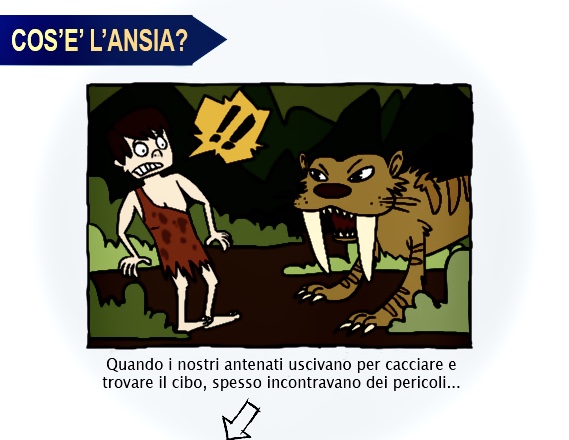 COS'E' L'ANSIA?
!!
Quando i nostri antenati uscivano per cacciare e
trovare il cibo, spesso incontravano dei pericoli...